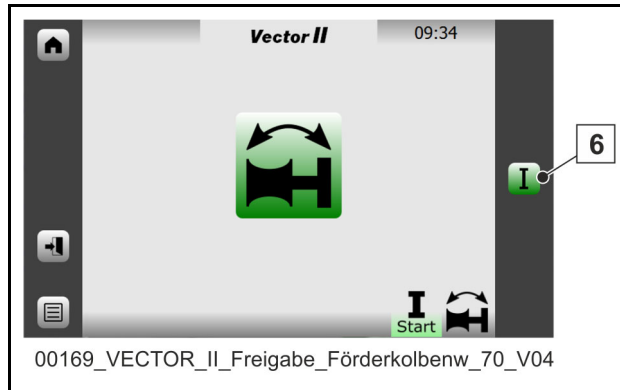 Vector II
09:34
6
I
I
Start
00169_VECTOR_II_Freigabe_Förderkolbenw_70_V04